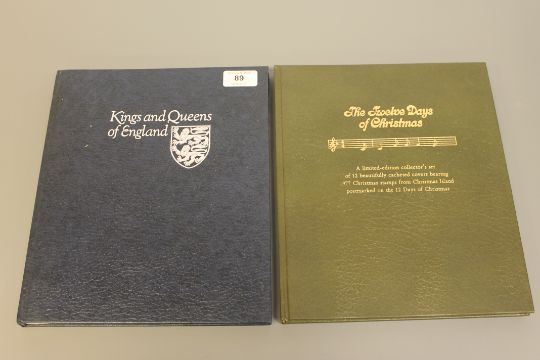 Kings and Queens
of England
89
The Twelve Days
of Christmas
A limited-edition collector's set
of 12 beautifully cacheted covers bearing
1977 Christmas stamps from Christmas Island
postmarked on the 12 Days of Christmas